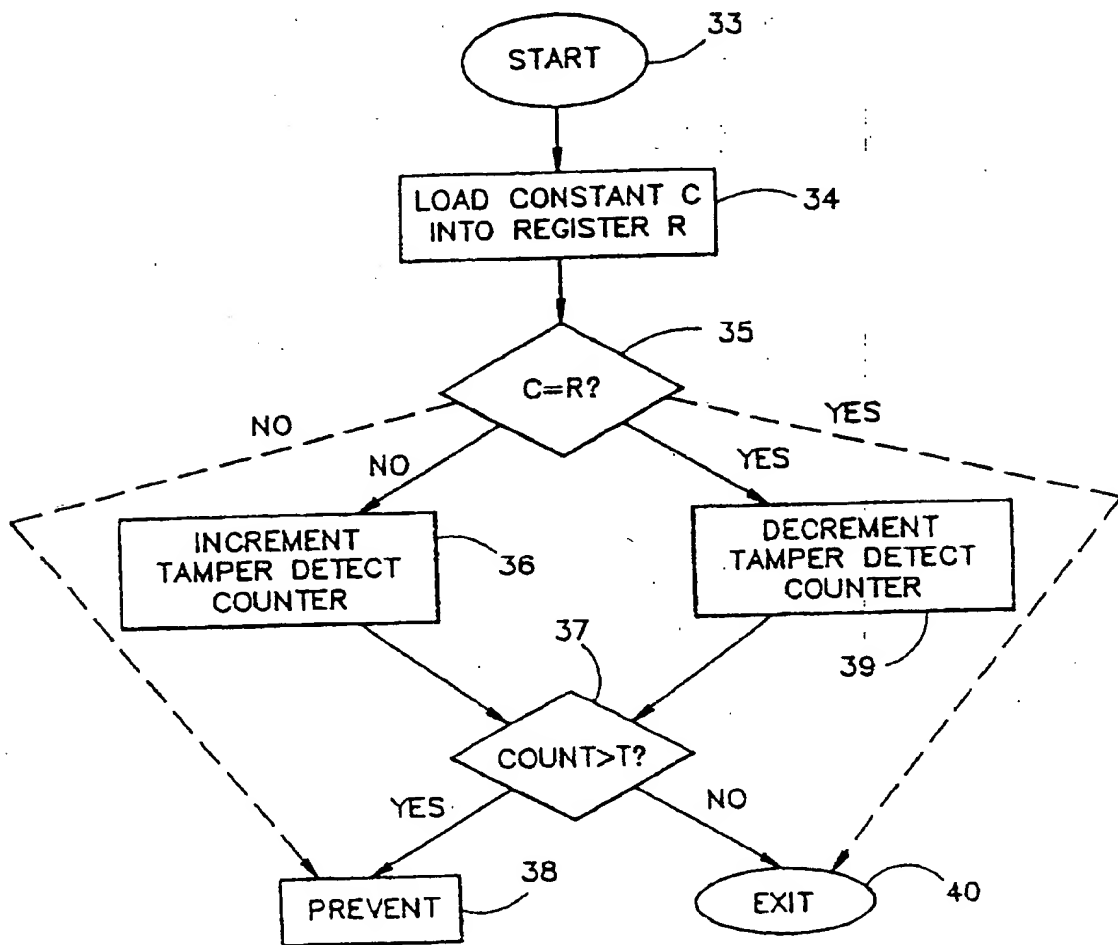 33
START
LOAD CONSTANT C
INTO REGISTER R
34
35
C=R?
NO
YES
NO
YES
INCREMENT
TAMPER DETECT
COUNTER
36
DECREMENT
TAMPER DETECT
COUNTER
39
37
COUNT>T?
YES
NO
PREVENT
38
EXIT
40